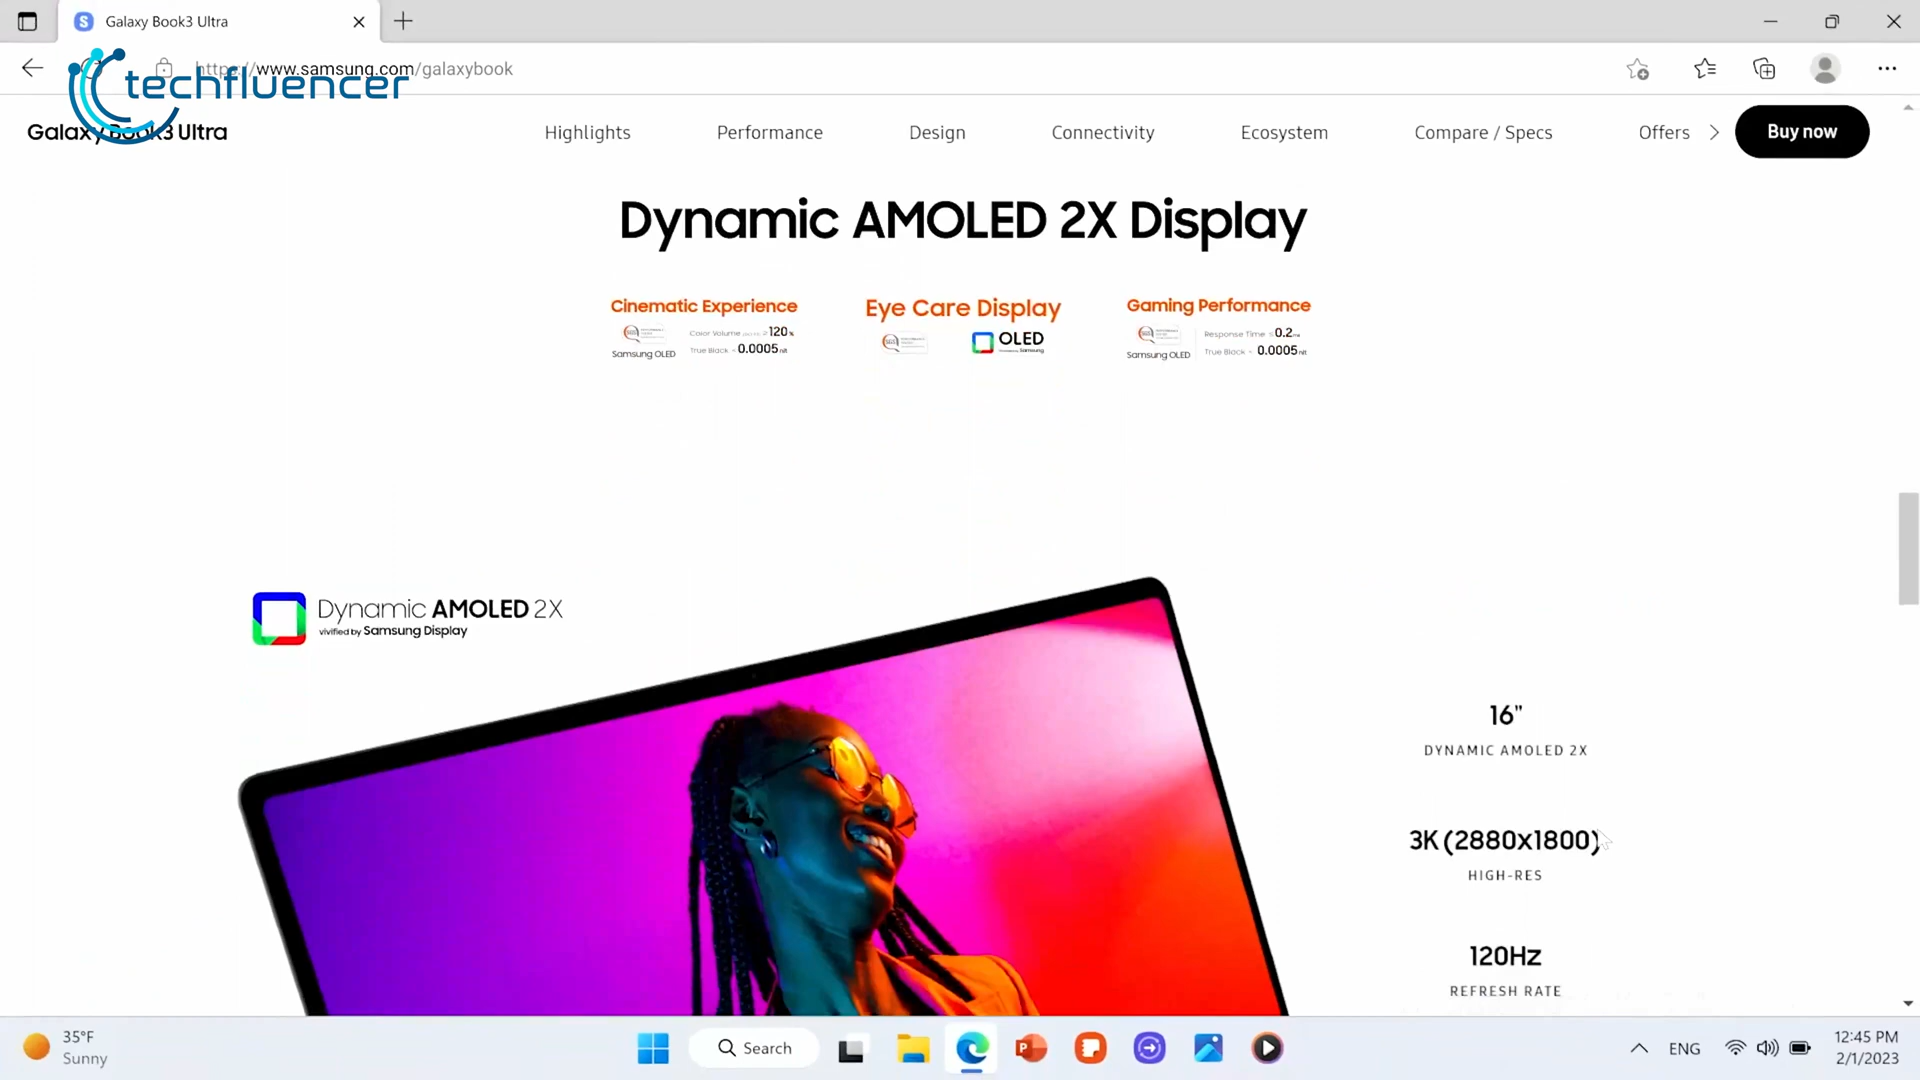 Galaxy Book3 Ultra
www.samsung.com/galaxybook
techfluencer
Galaxy Book3 Ultra
Highlights
Performance
Design
Connectivity
Ecosystem
Compare / Specs
Offers
Buy now
Dynamic AMOLED 2X Display
Cinematic Experience
Color Volume 120%
True Black 0.0005 nit
Samsung OLED
Eye Care Display
OLED
Gaming Performance
Response Time 0.2
True Black 0.0005 nit
Samsung OLED
Dynamic AMOLED 2X
vivified by Samsung Display
16"
DYNAMIC AMOLED 2X
3K (2880x1800)
HIGH-RES
120Hz
REFRESH RATE
35°F
Sunny
Search
ENG
12:45 PM
2/1/2023